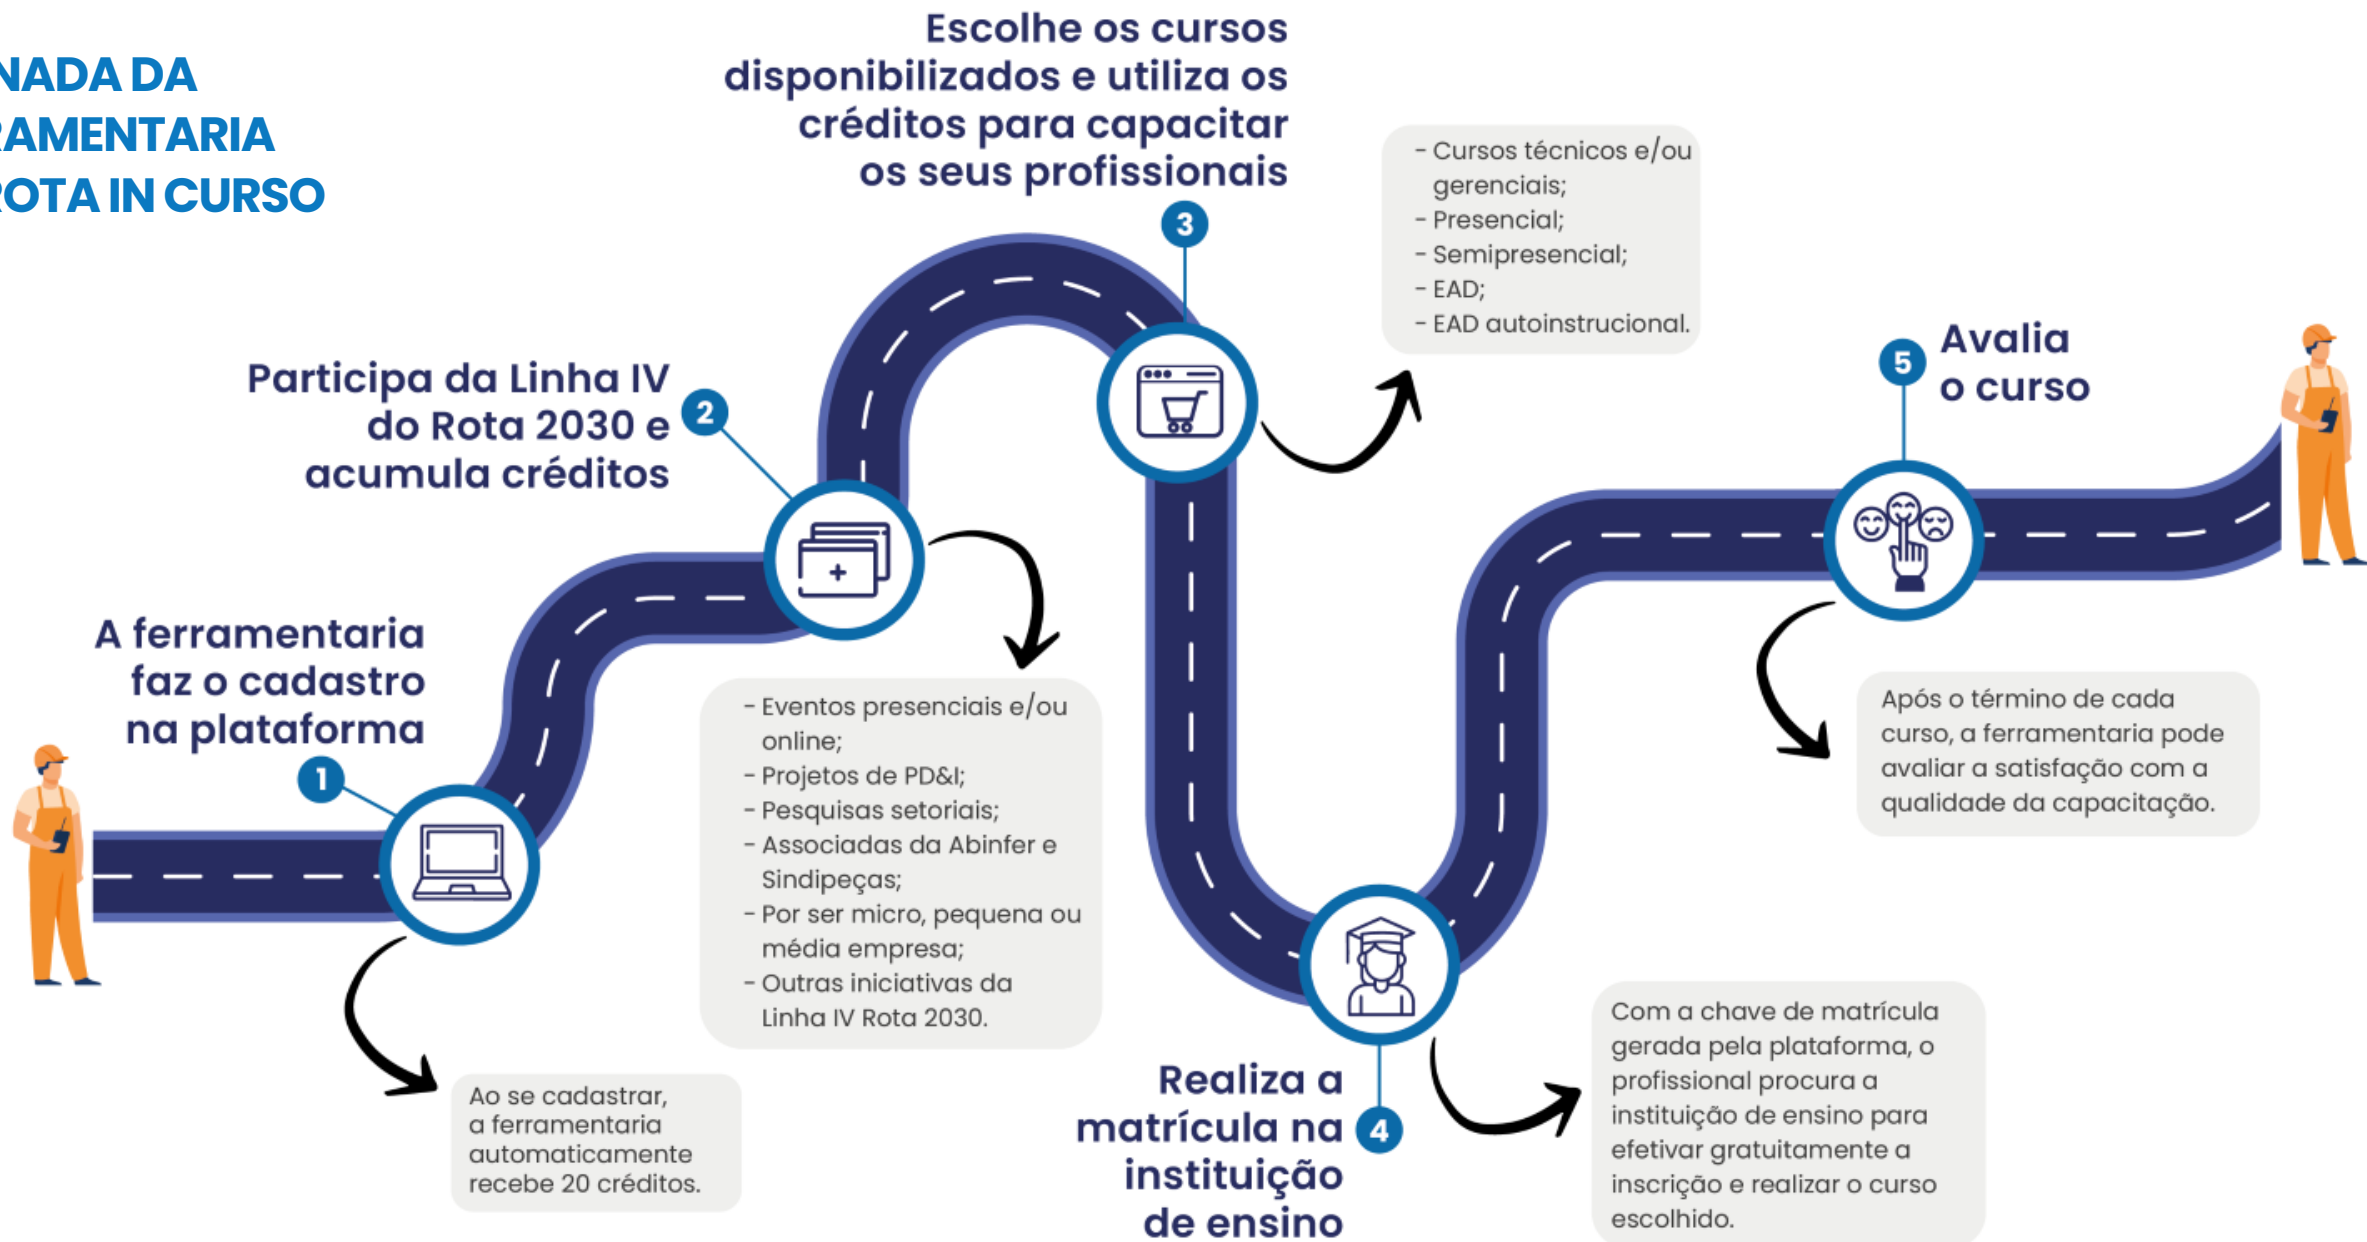 NADA DA
RAMENTARIA
ROTA IN CURSO
A ferramentaria
faz o cadastro
na plataforma
1
Ao se cadastrar,
a ferramentaria
automaticamente
recebe 20 créditos.
Participa da Linha IV
do Rota 2030 e
acumula créditos
2
- Eventos presenciais e/ou
online;
- Projetos de PD&I;
- Pesquisas setoriais;
- Associadas da Abinfer e
Sindipeças;
- Por ser micro, pequena ou
média empresa;
- Outras iniciativas da
Linha IV Rota 2030.
Escolhe os cursos
disponibilizados e utiliza os
créditos para capacitar
os seus profissionais
3
- Cursos técnicos e/ou
gerenciais;
- Presencial;
- Semipresencial;
- EAD;
- EAD autoinstrucional.
Realiza a
matrícula na
instituição
de ensino
4
Com a chave de matrícula
gerada pela plataforma, o
profissional procura a
instituição de ensino para
efetivar gratuitamente a
inscrição e realizar o curso
escolhido.
5
Avalia
o curso
Após o término de cada
curso, a ferramentaria pode
avaliar a satisfação com a
qualidade da capacitação.